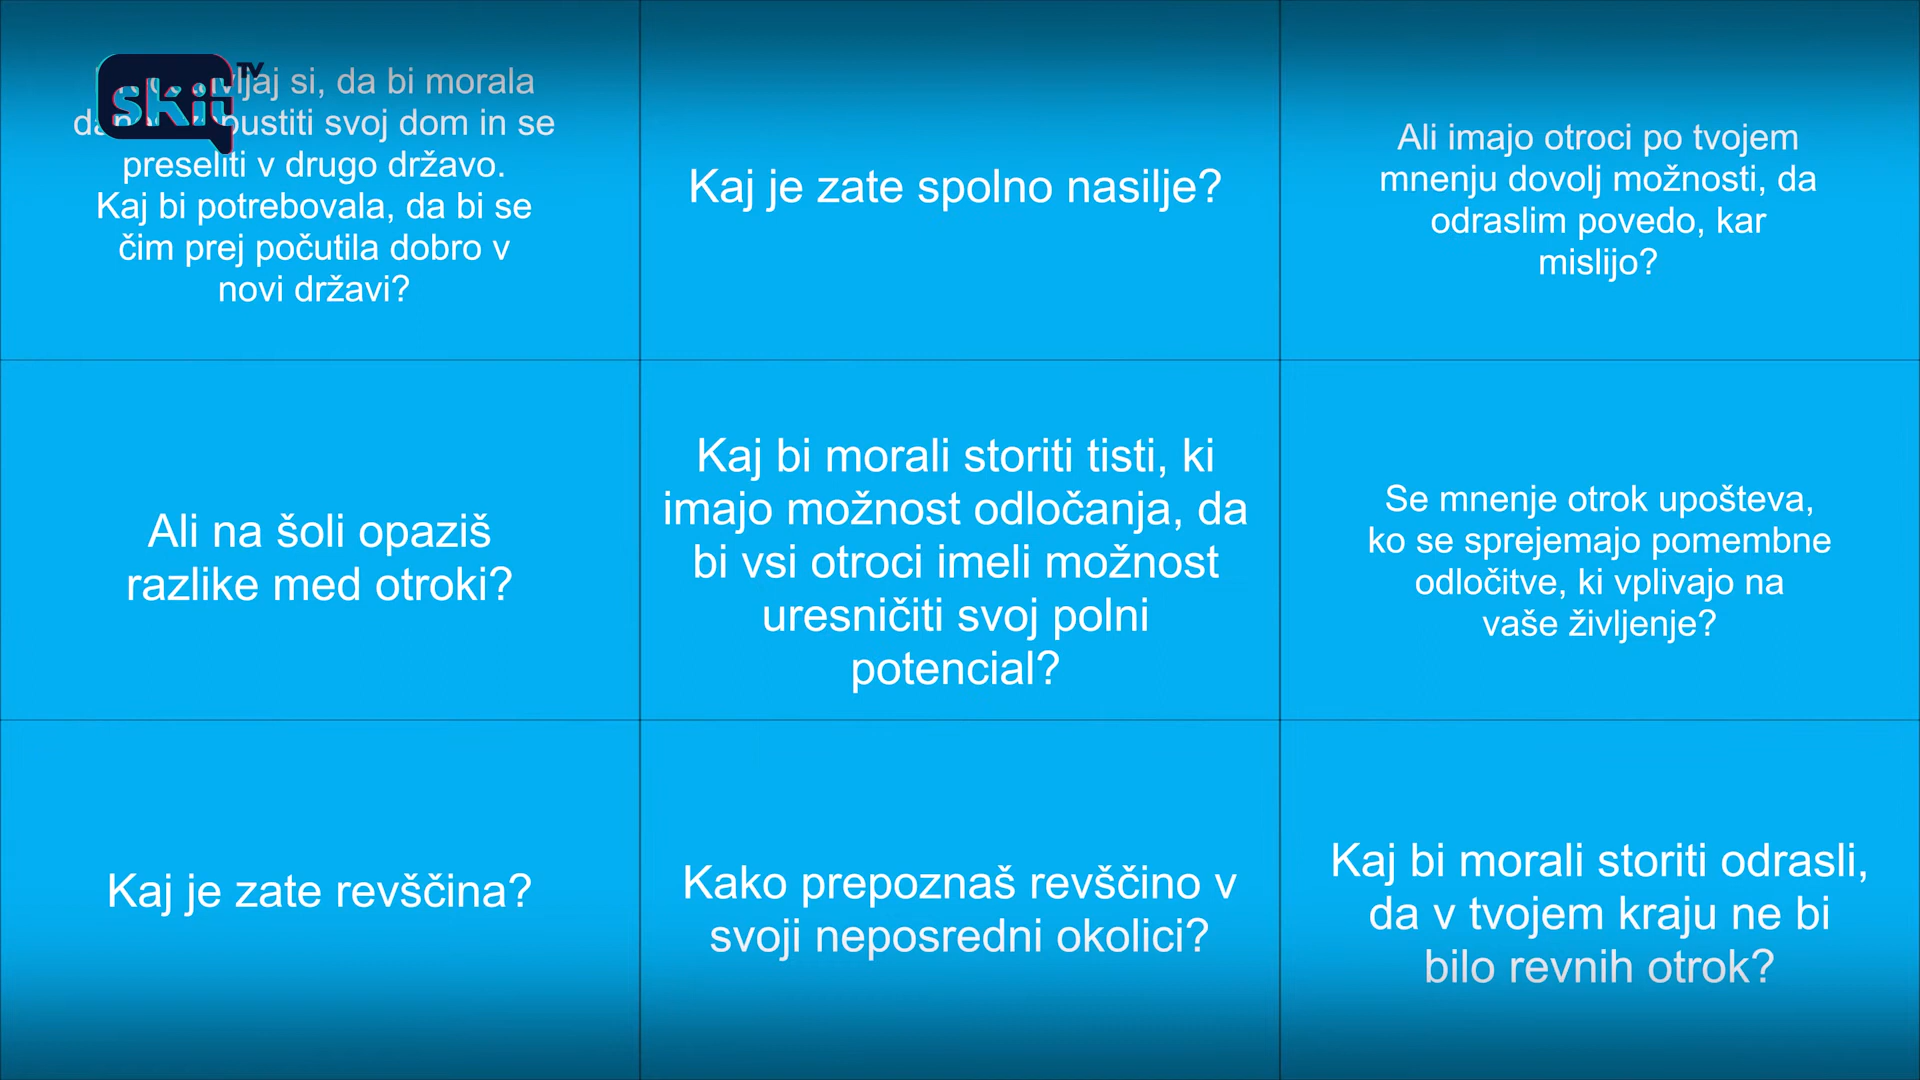 skit TV
si, da bi morala
svoj dom in se
preseliti v drugo državo.
Kaj bi potrebovala, da bi se
čim prej počutila dobro v
novi državi?
Kaj je zate spolno nasilje?
Ali imajo otroci po tvojem
mnenju dovolj možnosti, da
odraslim povedo, kar
mislijo?
Ali na šoli opaziš
razlike med otroki?
Kaj bi morali storiti tisti, ki
imajo možnost odločanja, da
bi vsi otroci imeli možnost
uresničiti svoj polni
potencial?
Se mnenje otrok upošteva,
ko se sprejemajo pomembne
odločitve, ki vplivajo na
vaše življenje?
Kaj je zate revščina?
Kako prepoznaš revščino v
svoji neposredni okolici?
Kaj bi morali storiti odrasli,
da v tvojem kraju ne bi
bilo revnih otrok?